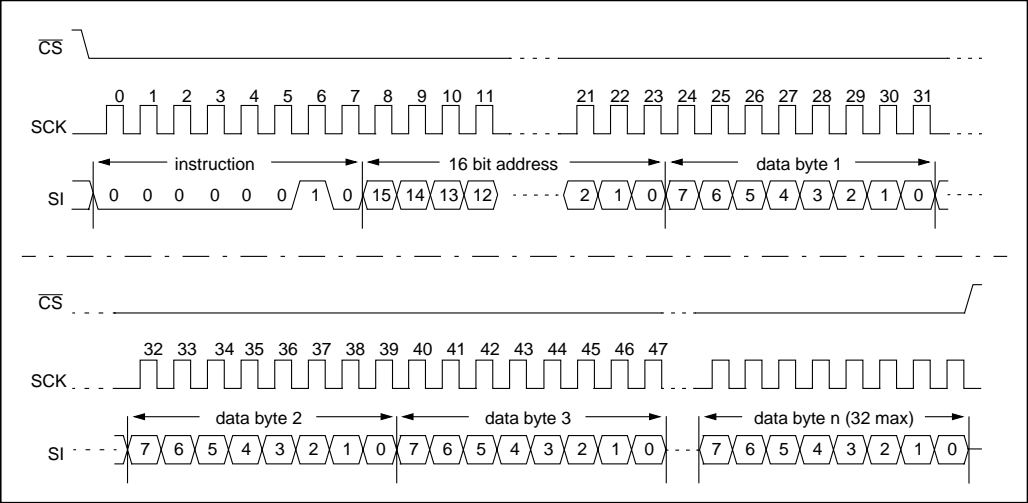 CS
0 1 2 3 4 5 6 7 8 9 10 11 21 22 23 24 25 26 27 28 29 30 31
SCK
instruction 16 bit address data byte 1
SI 0 0 0 0 0 0 1 0 15 14 13 12 2 1 0 7 6 5 4 3 2 1 0
CS
32 33 34 35 36 37 38 39 40 41 42 43 44 45 46 47
SCK
data byte 2 data byte 3 data byte n (32 max)
SI 7 6 5 4 3 2 1 0 7 6 5 4 3 2 1 0 7 6 5 4 3 2 1 0